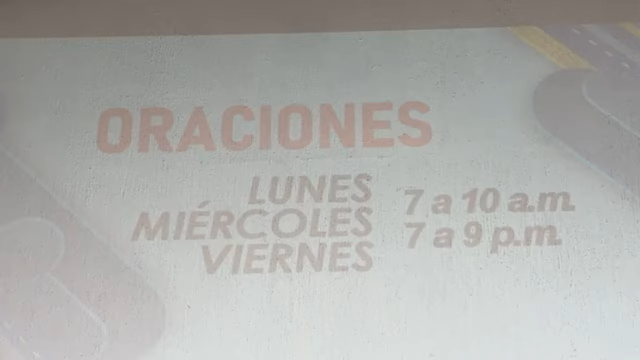 ORACIONES
LUNES
MIÉRCOLES
VIERNES
7 a 10 a.m.
7 a 9 p.m.